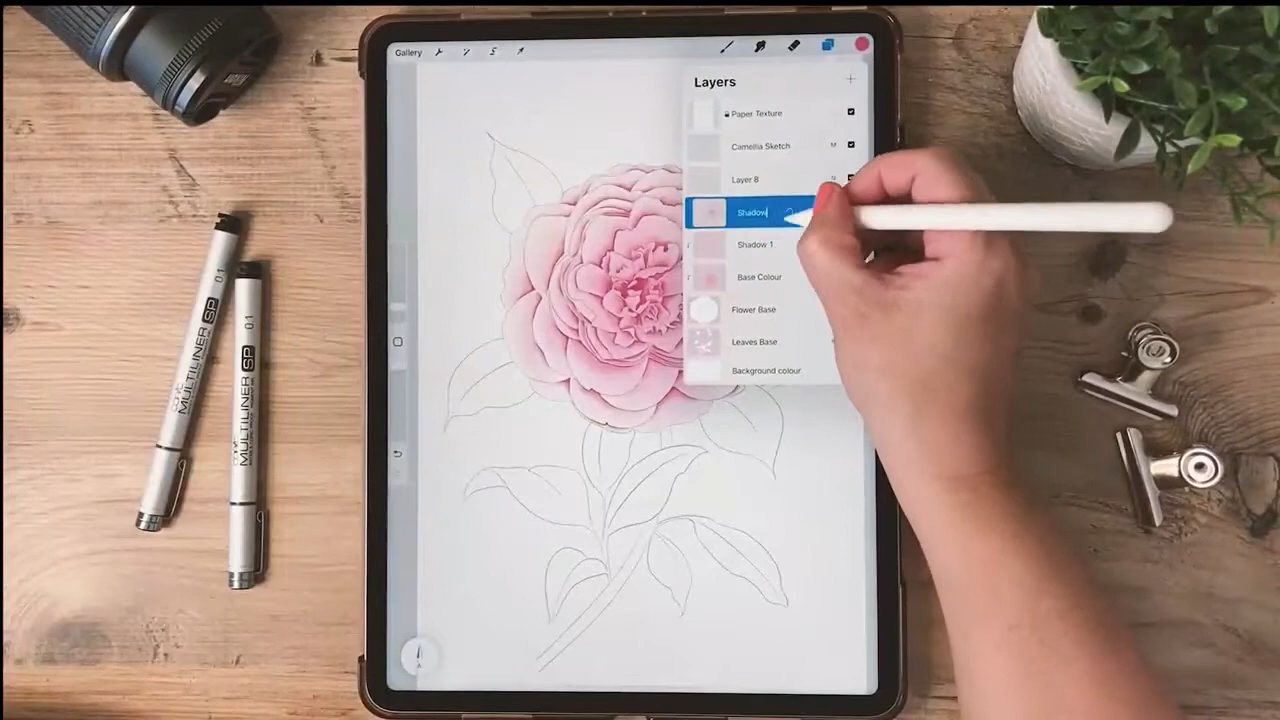 Gallery
Layers
Paper Texture
Camellia Sketch M
Layer 8 N
Shadow
Shadow 1
Base Colour
Flower Base
Leaves Base
Background colour
MULTILINER SP 0.1
MULTILINER SP 0.1